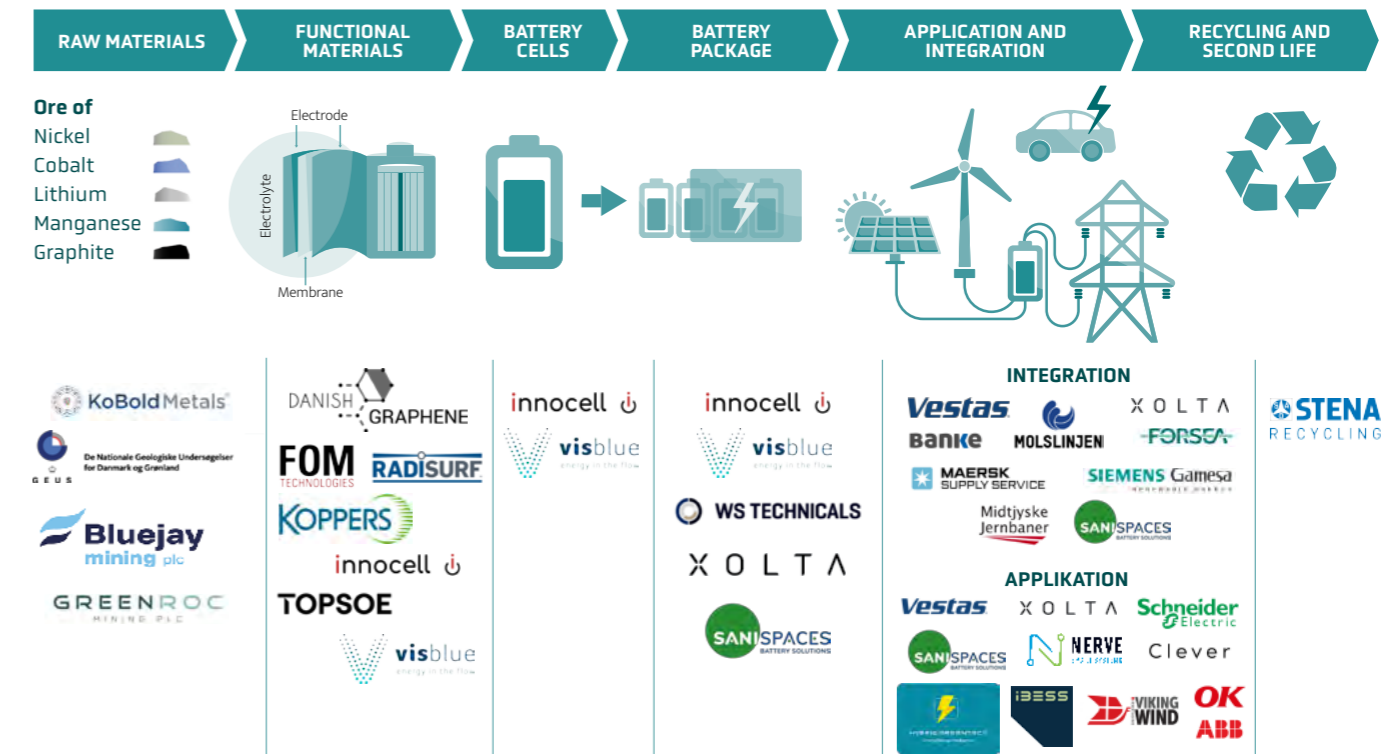 RAW MATERIALS
FUNCTIONAL
MATERIALS
BATTERY
CELLS
BATTERY
PACKAGE
APPLICATION AND
INTEGRATION
RECYCLING AND
SECOND LIFE
Ore of
Nickel
Cobalt
Lithium
Manganese
Graphite
Electrode
Electrolyte
Membrane
KoBold Metals
GEUS
De Nationale Geologiske Undersøgelser
for Danmark og Grønland
Bluejay
mining plc
GREENROC
MINING PLC
DANISH
GRAPHENE
FOM
TECHNOLOGIES
RADISURF
KOPPERS
innocell
TOPSOE
visblue
energy in the flow
innocell
visblue
energy in the flow
innocell
visblue
energy in the flow
WS TECHNICALS
XOLTA
SANISPACES
BATTERY SOLUTIONS
INTEGRATION
Vestas
MOLSLINJEN
XOLTA
BANKE
FORSEA
MAERSK
SUPPLY SERVICE
SIEMENS Gamesa
RENEWABLE ENERGY
Midtjyske
Jernbaner
SANISPACES
BATTERY SOLUTIONS
APPLIKATION
Vestas
XOLTA
Schneider
Electric
SANISPACES
BATTERY SOLUTIONS
NERVE
Clever
HYBRIDGREENTECH
iBESS
VIKING
WIND
OK
ABB
STENA
RECYCLING